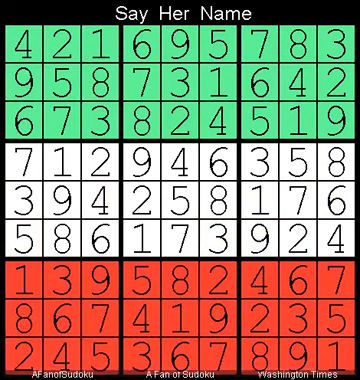 Say Her Name
4 2 1 6 9 5 7 8 3
9 5 8 7 3 1 6 4 2
6 7 3 8 2 4 5 1 9
7 1 2 9 4 6 3 5 8
3 9 4 2 5 8 1 7 6
5 8 6 1 7 3 9 2 4
1 3 9 5 8 2 4 6 7
8 6 7 4 1 9 2 3 5
2 4 5 3 6 7 8 9 1
AFanofSudoku A Fan of Sudoku Washington Times